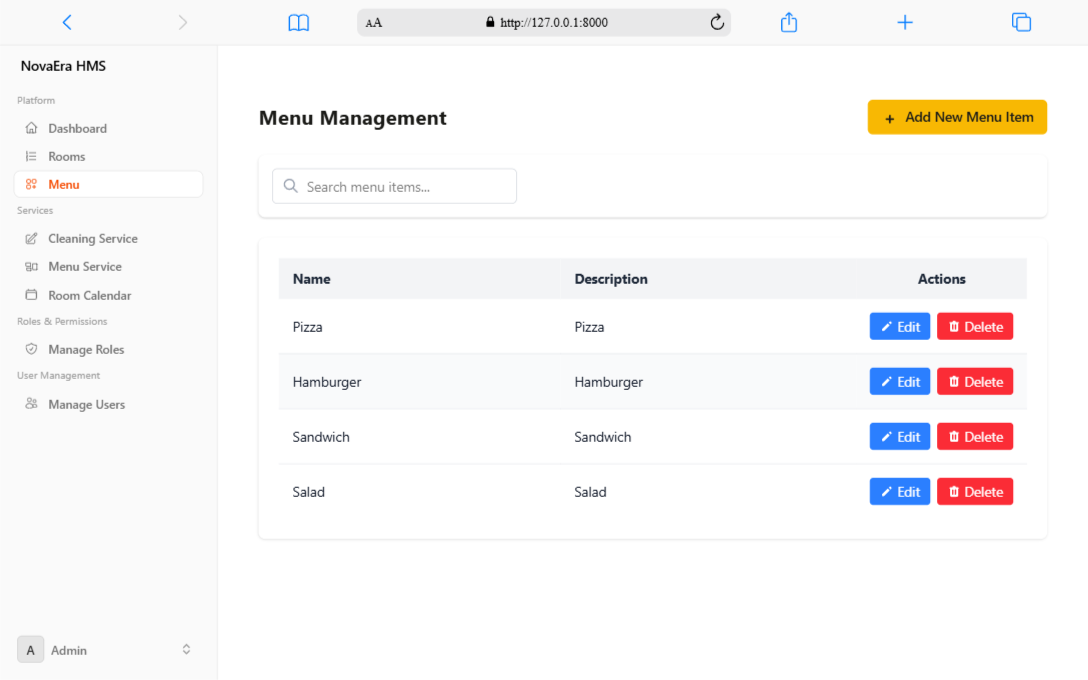 AA http://127.0.0.1:8000
NovaEra HMS
Platform
Dashboard
Rooms
Menu
Services
Cleaning Service
Menu Service
Room Calendar
Roles & Permissions
Manage Roles
User Management
Manage Users
A Admin
Menu Management
+ Add New Menu Item
Search menu items...
Name Description Actions
Pizza Pizza Edit Delete
Hamburger Hamburger Edit Delete
Sandwich Sandwich Edit Delete
Salad Salad Edit Delete